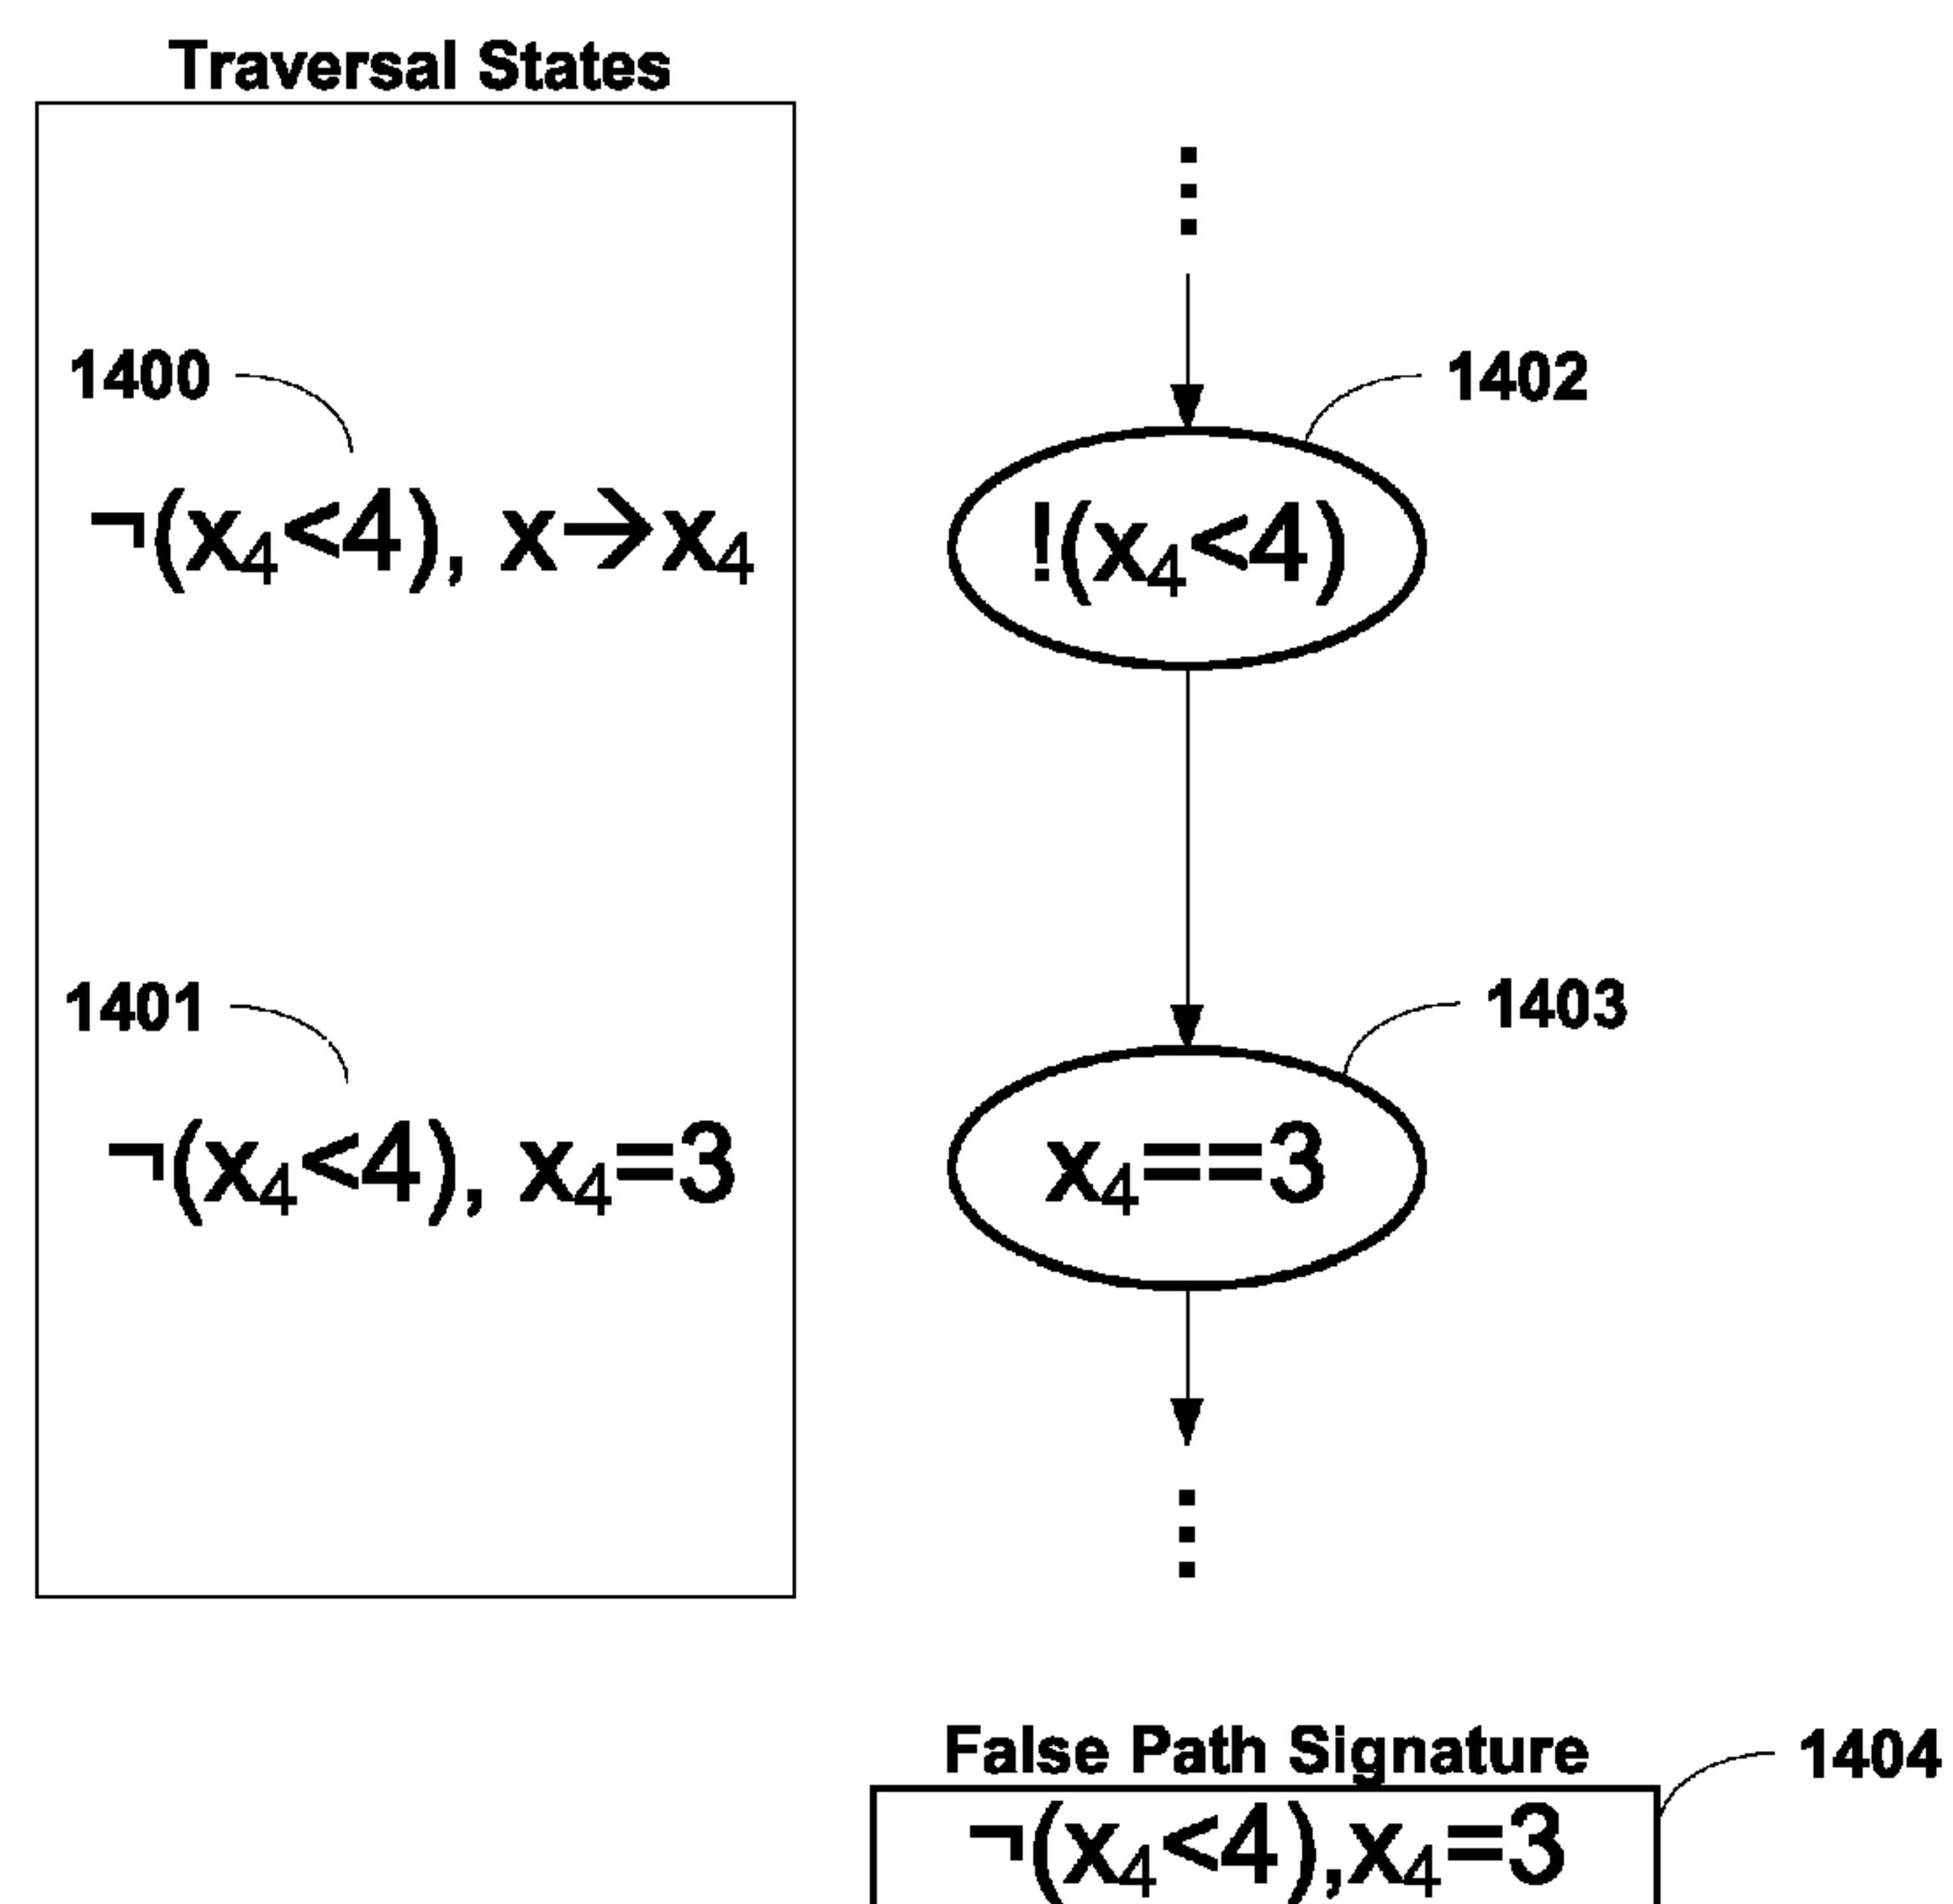 Traversal States
1400
¬(x₄<4), x→x₄
1402
!(x₄<4)
1401
¬(x₄<4), x₄=3
1403
x₄==3
False Path Signature
1404
¬(x₄<4),x₄=3